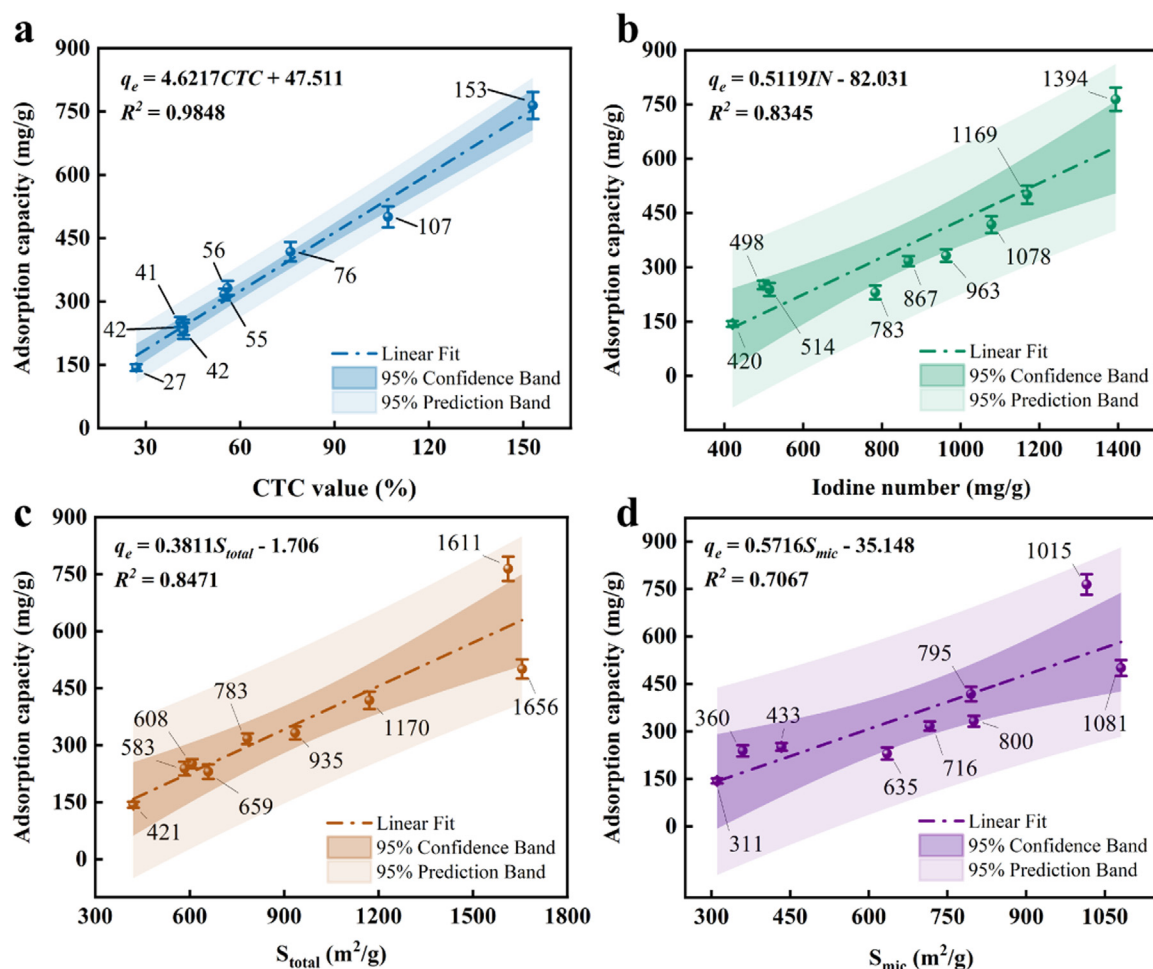 a
q_e = 4.6217CTC + 47.511
R² = 0.9848
153
107
76
56
55
41
42
42
27
Linear Fit
95% Confidence Band
95% Prediction Band
0
150
300
450
600
750
900
30
60
90
120
150
Adsorption capacity (mg/g)
CTC value (%)
b
q_e = 0.5119IN - 82.031
R² = 0.8345
1394
1169
1078
963
867
783
514
498
420
Linear Fit
95% Confidence Band
95% Prediction Band
0
150
300
450
600
750
900
400
600
800
1000
1200
1400
Adsorption capacity (mg/g)
Iodine number (mg/g)
c
q_e = 0.3811S_total - 1.706
R² = 0.8471
1611
1656
1170
935
783
659
608
583
421
Linear Fit
95% Confidence Band
95% Prediction Band
0
150
300
450
600
750
900
300
600
900
1200
1500
1800
Adsorption capacity (mg/g)
S_total (m²/g)
d
q_e = 0.5716S_mic - 35.148
R² = 0.7067
1015
1081
795
800
716
635
433
360
311
Linear Fit
95% Confidence Band
95% Prediction Band
0
150
300
450
600
750
900
300
450
600
750
900
1050
Adsorption capacity (mg/g)
S_mic (m²/g)